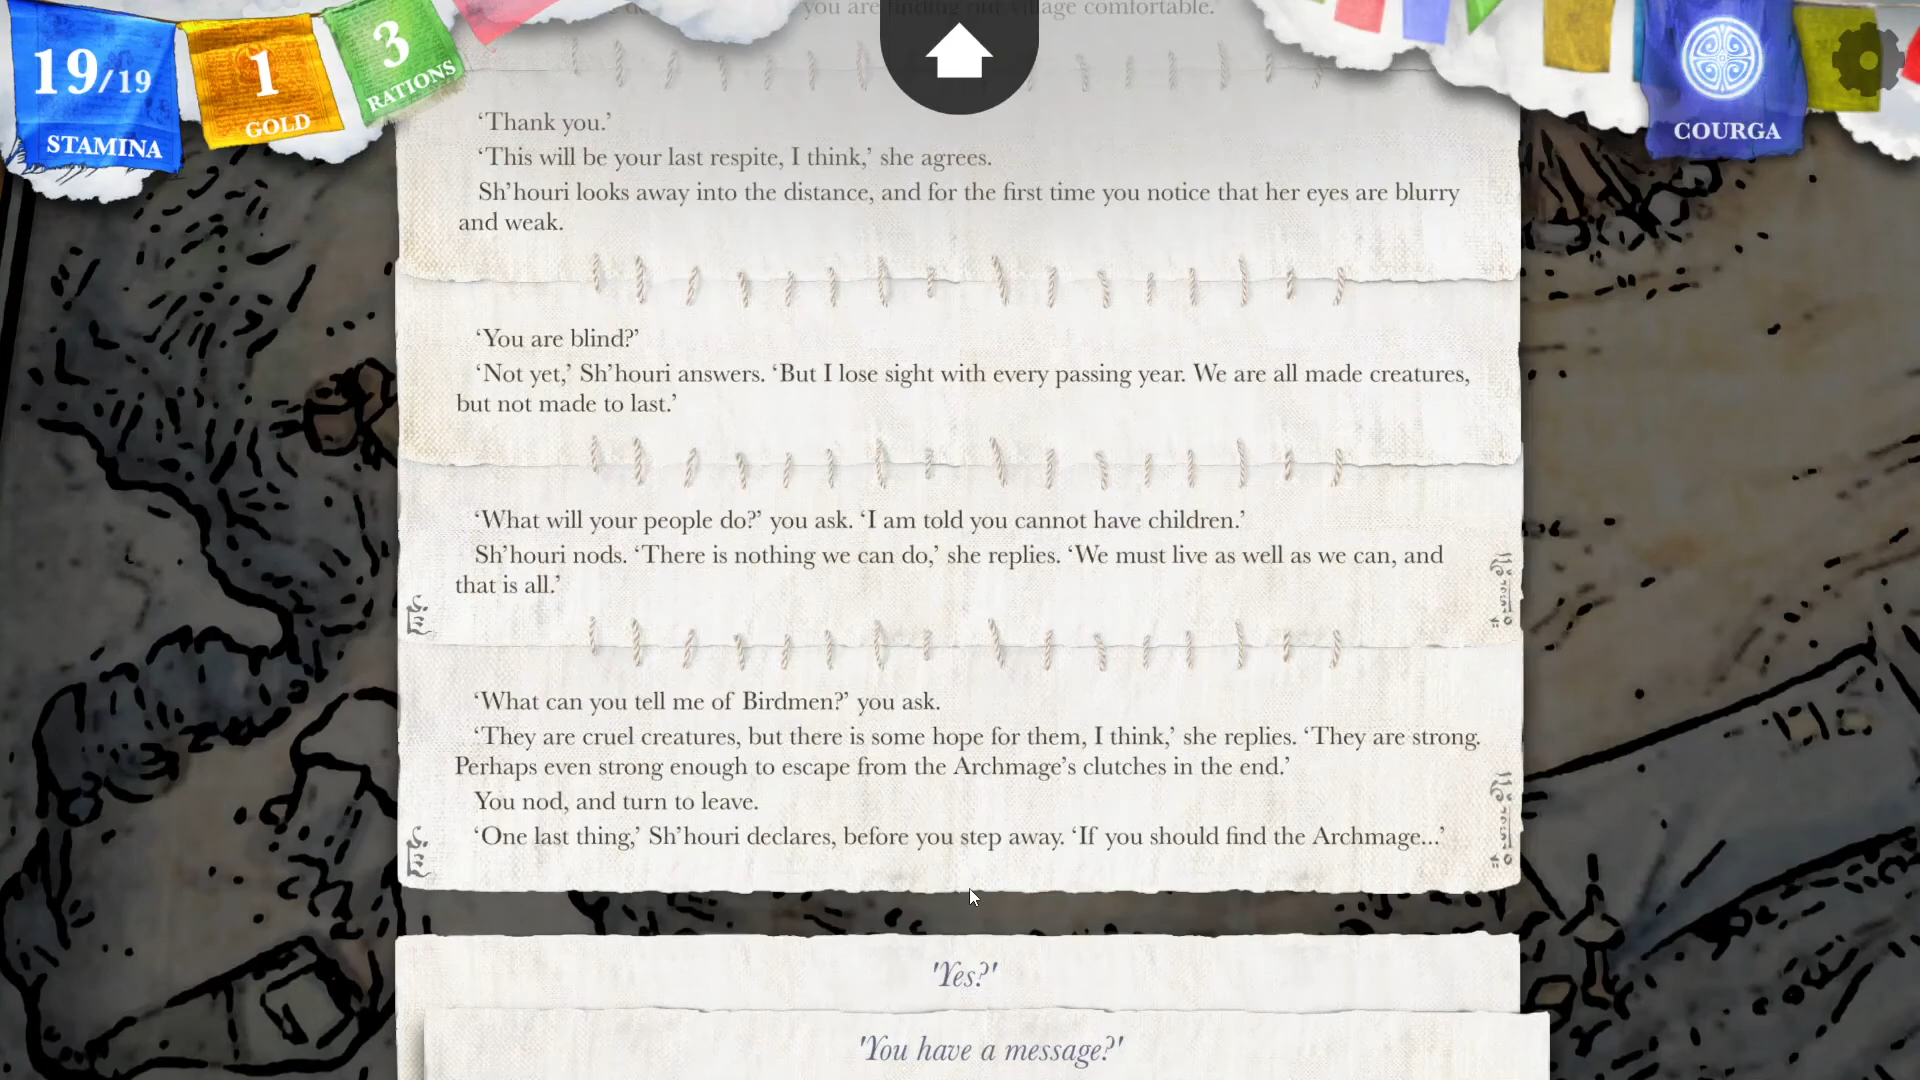 19/19
STAMINA
1
GOLD
3
RATIONS
COURGA
you are finding our village comfortable.’
‘Thank you.’
‘This will be your last respite, I think,’ she agrees.
Sh’houri looks away into the distance, and for the first time you notice that her eyes are blurry
and weak.
‘You are blind?’
‘Not yet,’ Sh’houri answers. ‘But I lose sight with every passing year. We are all made creatures,
but not made to last.’
‘What will your people do?’ you ask. ‘I am told you cannot have children.’
Sh’houri nods. ‘There is nothing we can do,’ she replies. ‘We must live as well as we can, and
that is all.’
‘What can you tell me of Birdmen?’ you ask.
‘They are cruel creatures, but there is some hope for them, I think,’ she replies. ‘They are strong.
Perhaps even strong enough to escape from the Archmage’s clutches in the end.’
You nod, and turn to leave.
‘One last thing,’ Sh’houri declares, before you step away. ‘If you should find the Archmage...’
'Yes?'
'You have a message?'